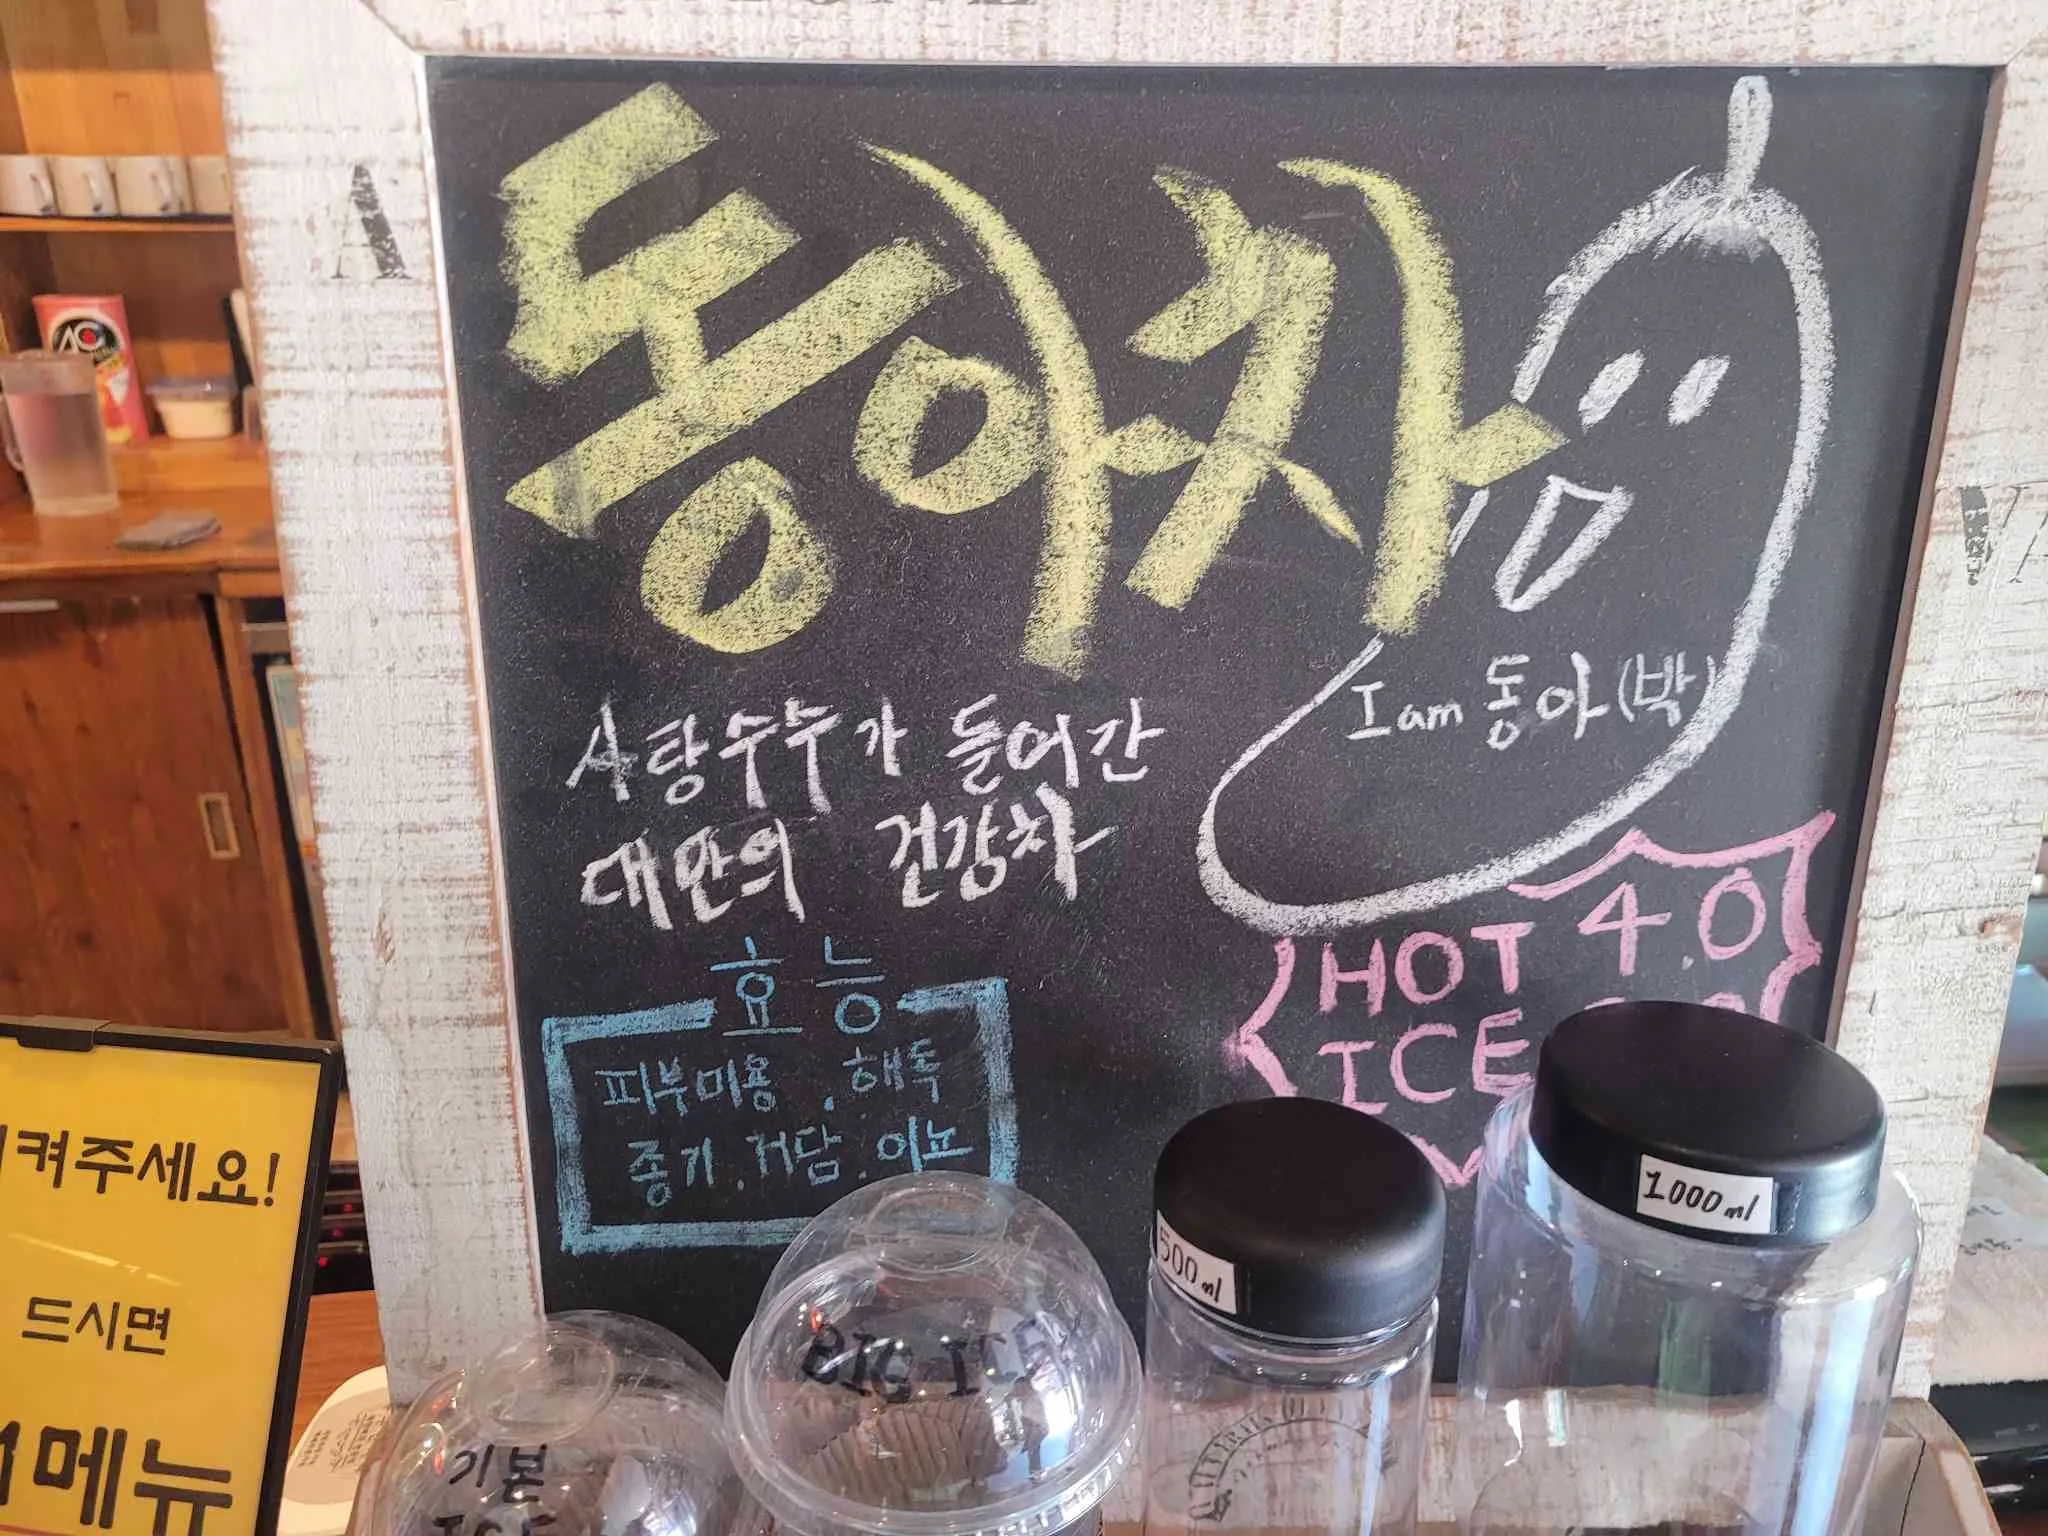 동아차
I am 동아(박)
사탕수수가 들어간
대만의 건강차
효능
피부미용 . 해독
종기 . 거담 . 이뇨
HOT 4.0
ICE
1000ml
500ml
BIG ICE
기본
ICE
켜주세요!
드시면
메뉴
A
AC